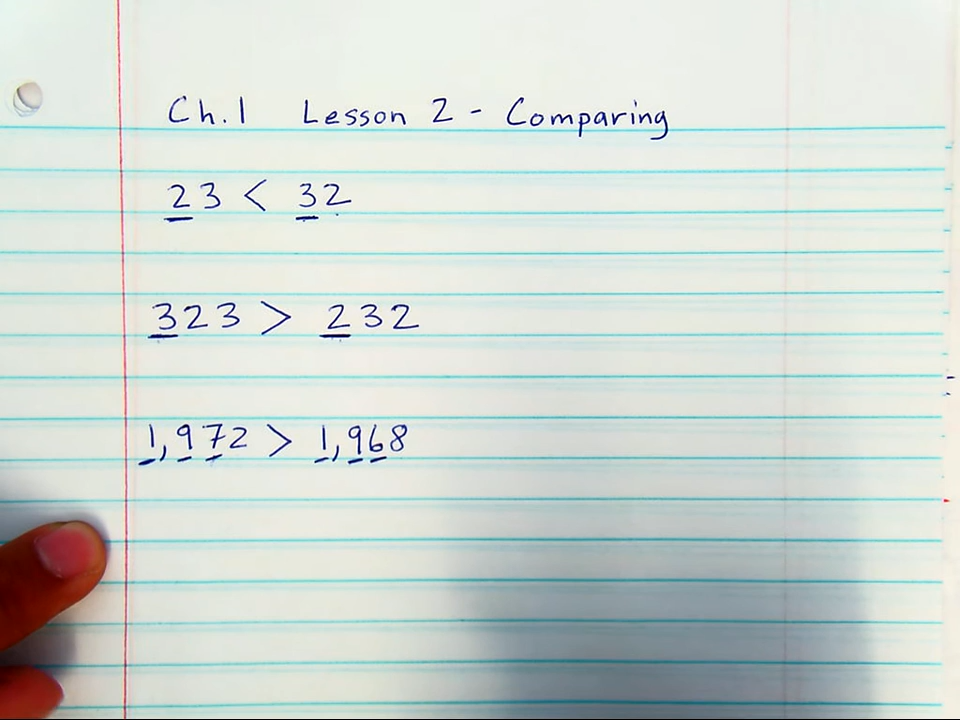 Ch.1 Lesson 2 - Comparing
23 < 32
323 > 232
1,972 > 1,968